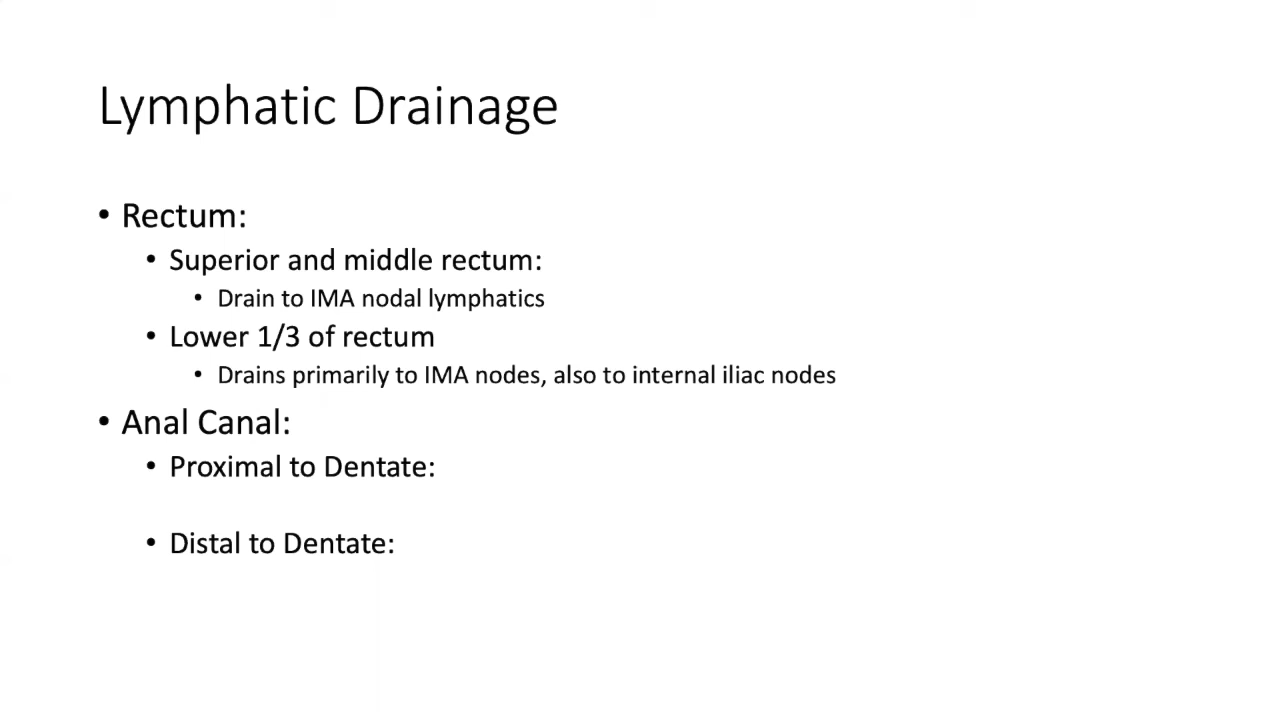 Lymphatic Drainage
• Rectum:
• Superior and middle rectum:
• Drain to IMA nodal lymphatics
• Lower 1/3 of rectum
• Drains primarily to IMA nodes, also to internal iliac nodes
• Anal Canal:
• Proximal to Dentate:
• Distal to Dentate: